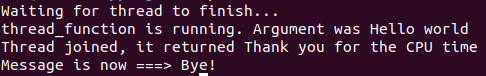 Waiting for thread to finish...
thread_function is running. Argument was Hello world
Thread joined, it returned Thank you for the CPU time
Message is now ===> Bye!